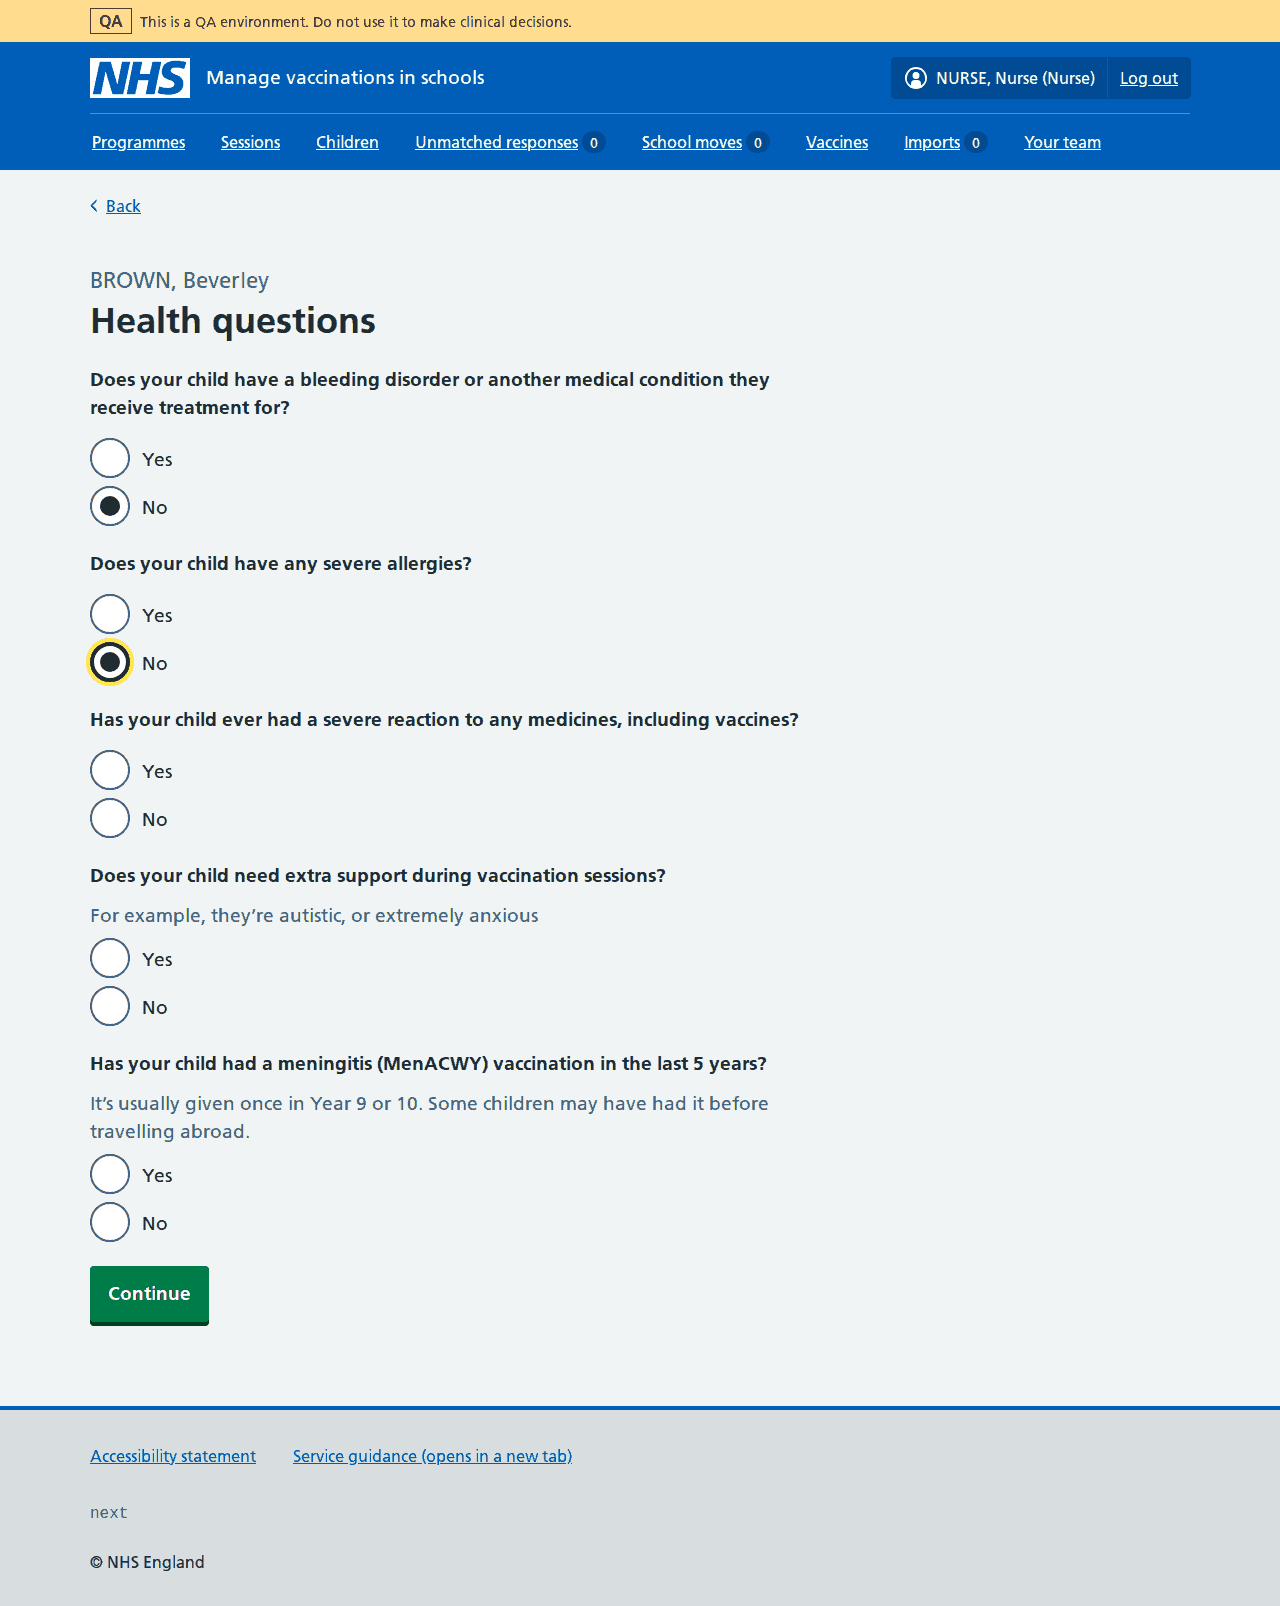 QA This is a QA environment. Do not use it to make clinical decisions.
NHS Manage vaccinations in schools NURSE, Nurse (Nurse) Log out
Programmes Sessions Children Unmatched responses 0 School moves 0 Vaccines Imports 0 Your team
Back
BROWN, Beverley
Health questions
Does your child have a bleeding disorder or another medical condition they
receive treatment for?
Yes
No
Does your child have any severe allergies?
Yes
No
Has your child ever had a severe reaction to any medicines, including vaccines?
Yes
No
Does your child need extra support during vaccination sessions?
For example, they’re autistic, or extremely anxious
Yes
No
Has your child had a meningitis (MenACWY) vaccination in the last 5 years?
It’s usually given once in Year 9 or 10. Some children may have had it before
travelling abroad.
Yes
No
Continue
Accessibility statement Service guidance (opens in a new tab)
next
© NHS England